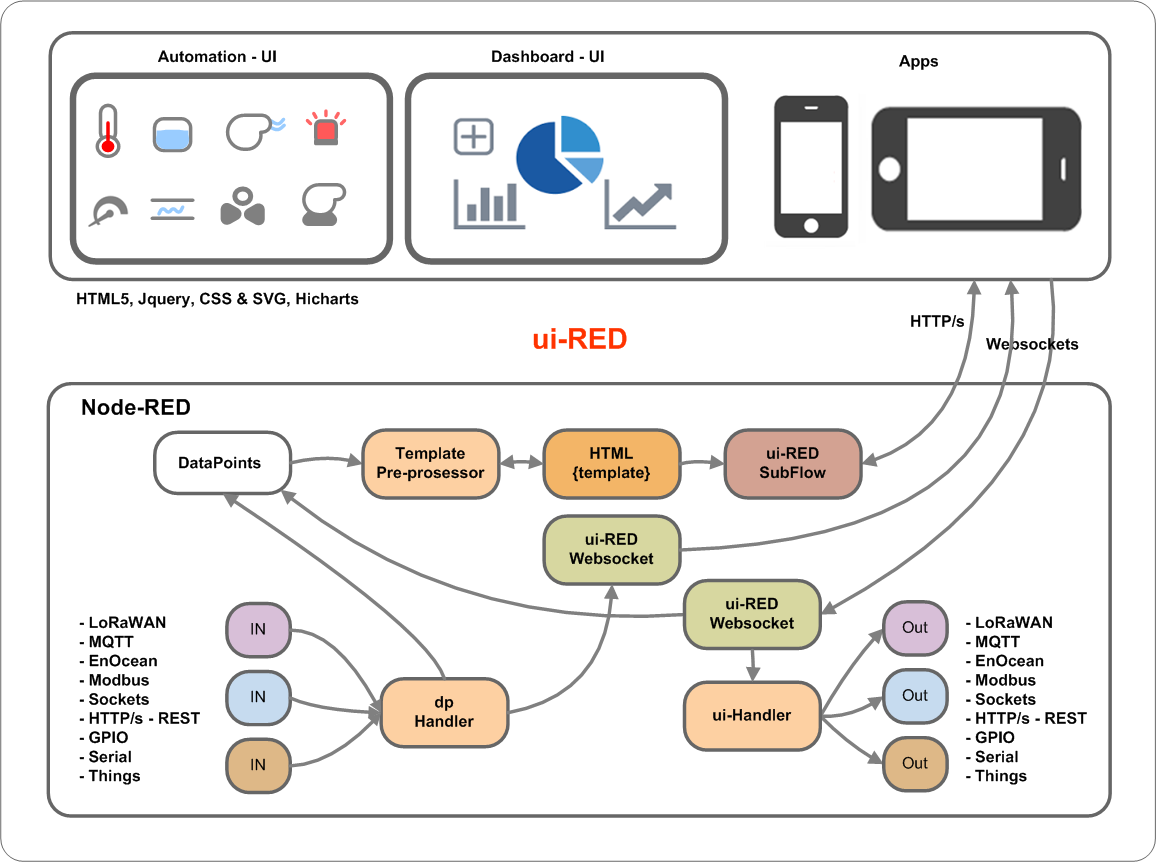 Automation - UI
Dashboard - UI
Apps
HTML5, Jquery, CSS & SVG, Hicharts
HTTP/s
ui-RED
Websockets
Node-RED
DataPoints
Template
Pre-prosessor
HTML
{template}
ui-RED
SubFlow
ui-RED
Websocket
ui-RED
Websocket
- LoRaWAN
- MQTT
- EnOcean
- Modbus
- Sockets
- HTTP/s - REST
- GPIO
- Serial
- Things
IN
IN
IN
dp
Handler
ui-Handler
Out
Out
Out
- LoRaWAN
- MQTT
- EnOcean
- Modbus
- Sockets
- HTTP/s - REST
- GPIO
- Serial
- Things